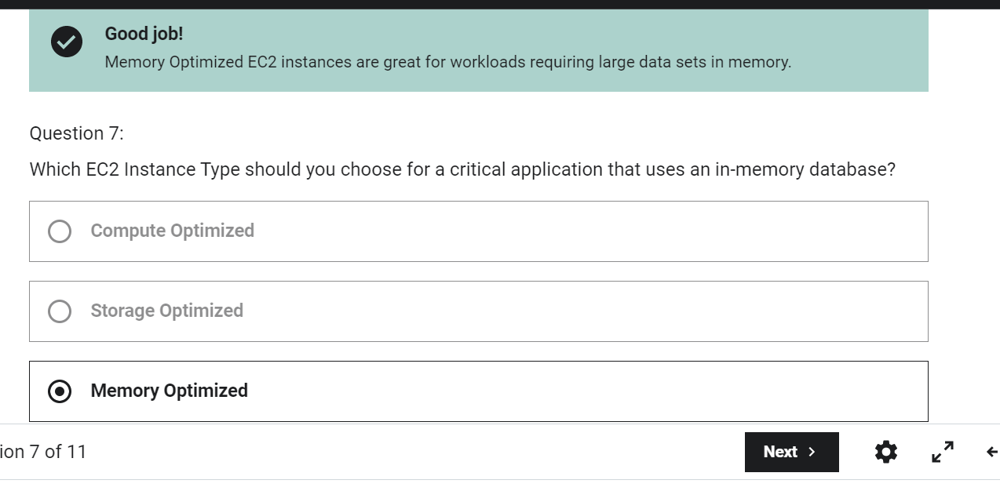 Good job!
Memory Optimized EC2 instances are great for workloads requiring large data sets in memory.
Question 7:
Which EC2 Instance Type should you choose for a critical application that uses an in-memory database?
Compute Optimized
Storage Optimized
Memory Optimized
ion 7 of 11
Next